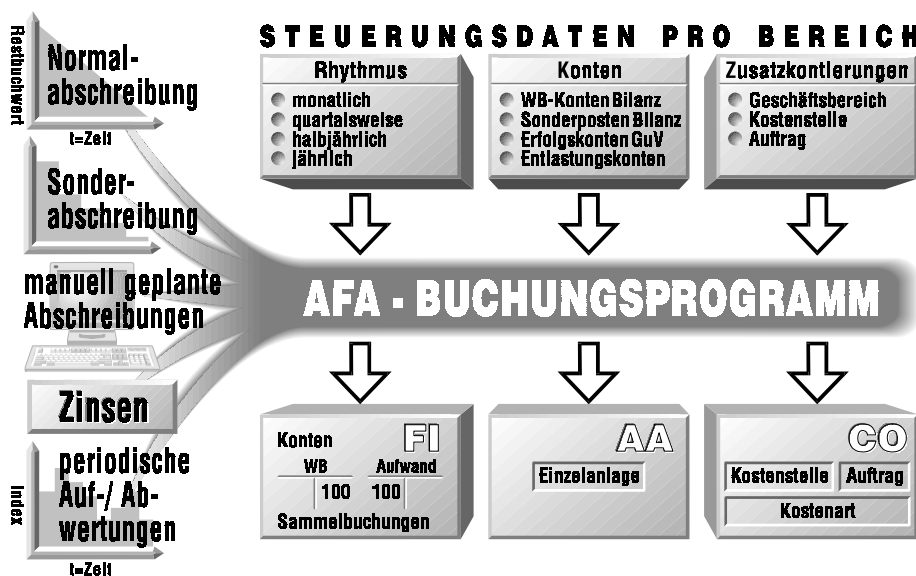 STEUERUNGSDATEN PRO BEREICH
Restbuchwert
Normal-
abschreibung
t=Zeit
Sonder-
abschreibung
manuell geplante
Abschreibungen
Zinsen
periodische
Auf-/ Ab-
wertungen
Index
t=Zeit
Rhythmus
monatlich
quartalsweise
halbjährlich
jährlich
Konten
WB-Konten Bilanz
Sonderposten Bilanz
Erfolgskonten GuV
Entlastungskonten
Zusatzkontierungen
Geschäftsbereich
Kostenstelle
Auftrag
AFA - BUCHUNGSPROGRAMM
FI
Konten
WB Aufwand
100 100
Sammelbuchungen
AA
Einzelanlage
CO
Kostenstelle Auftrag
Kostenart